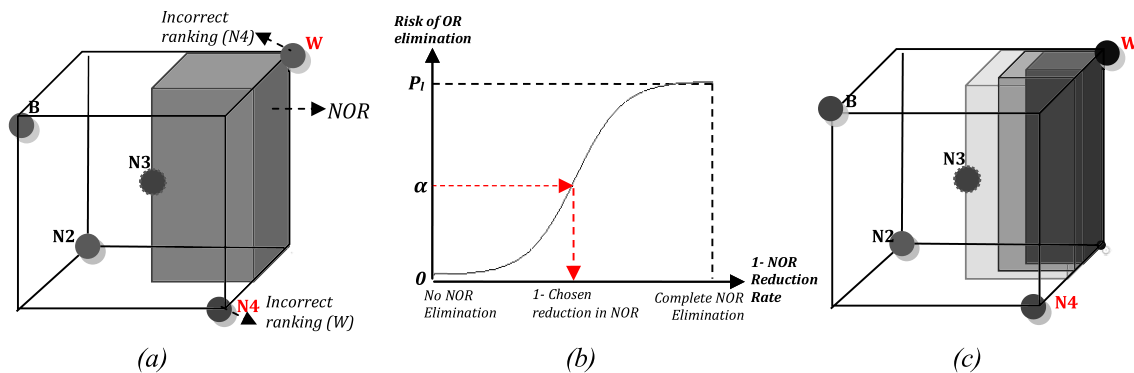 Incorrect
ranking (N4)
W
B
NOR
N3
N2
N4
Incorrect
ranking (W)
(a)
Risk of OR
elimination
Pl
α
0
No NOR
Elimination
1- Chosen
reduction in NOR
Complete NOR
Elimination
1- NOR
Reduction
Rate
(b)
W
B
N3
N2
N4
(c)